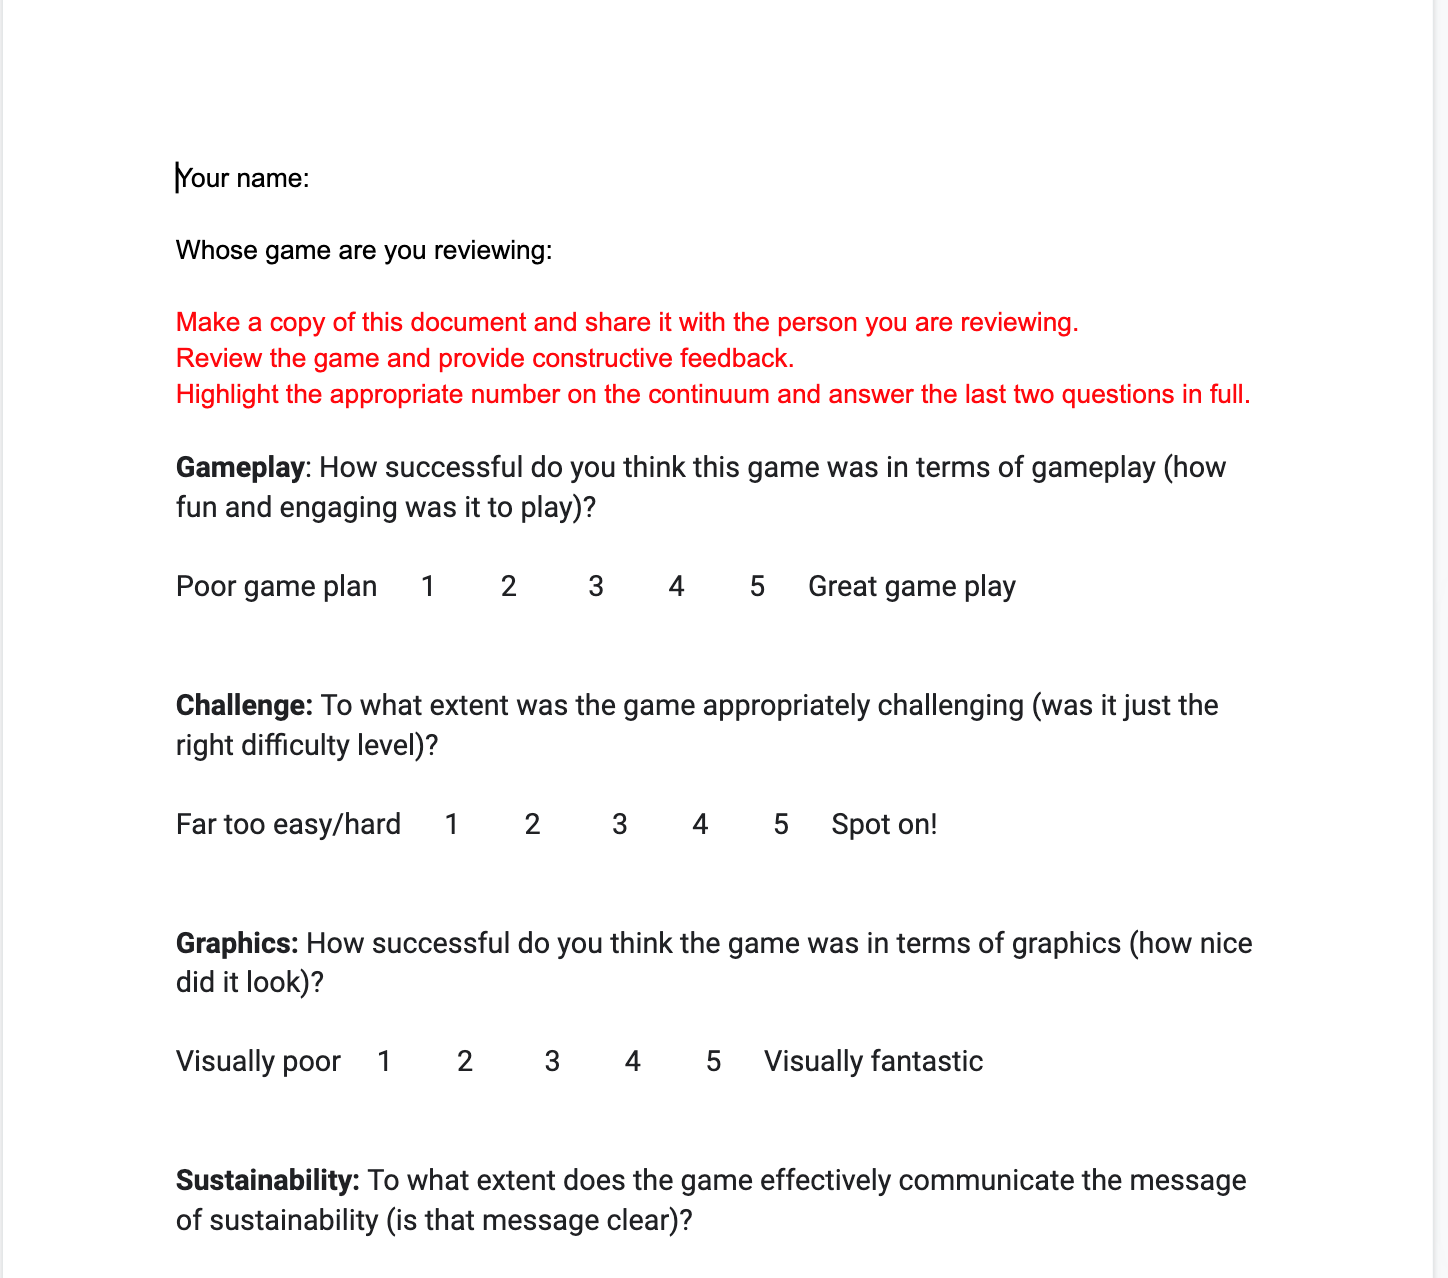 Your name:
Whose game are you reviewing:
Make a copy of this document and share it with the person you are reviewing.
Review the game and provide constructive feedback.
Highlight the appropriate number on the continuum and answer the last two questions in full.
Gameplay: How successful do you think this game was in terms of gameplay (how
fun and engaging was it to play)?
Poor game plan 1 2 3 4 5 Great game play
Challenge: To what extent was the game appropriately challenging (was it just the
right difficulty level)?
Far too easy/hard 1 2 3 4 5 Spot on!
Graphics: How successful do you think the game was in terms of graphics (how nice
did it look)?
Visually poor 1 2 3 4 5 Visually fantastic
Sustainability: To what extent does the game effectively communicate the message
of sustainability (is that message clear)?